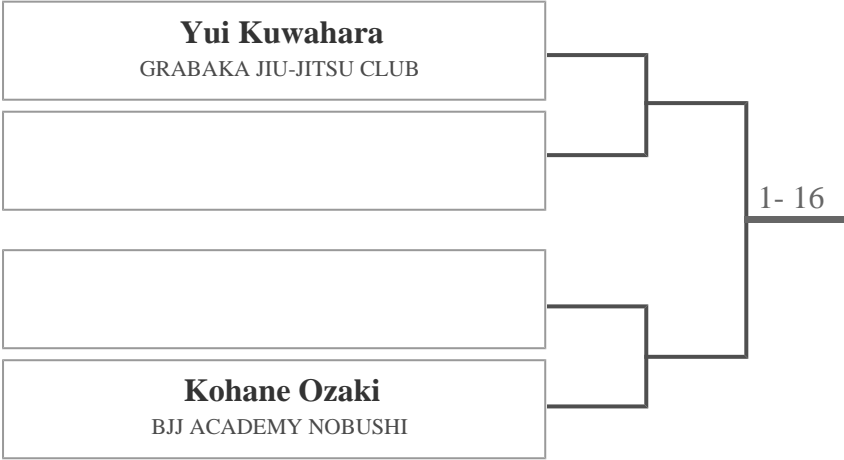 Yui Kuwahara
GRABAKA JIU-JITSU CLUB
1- 16
Kohane Ozaki
BJJ ACADEMY NOBUSHI